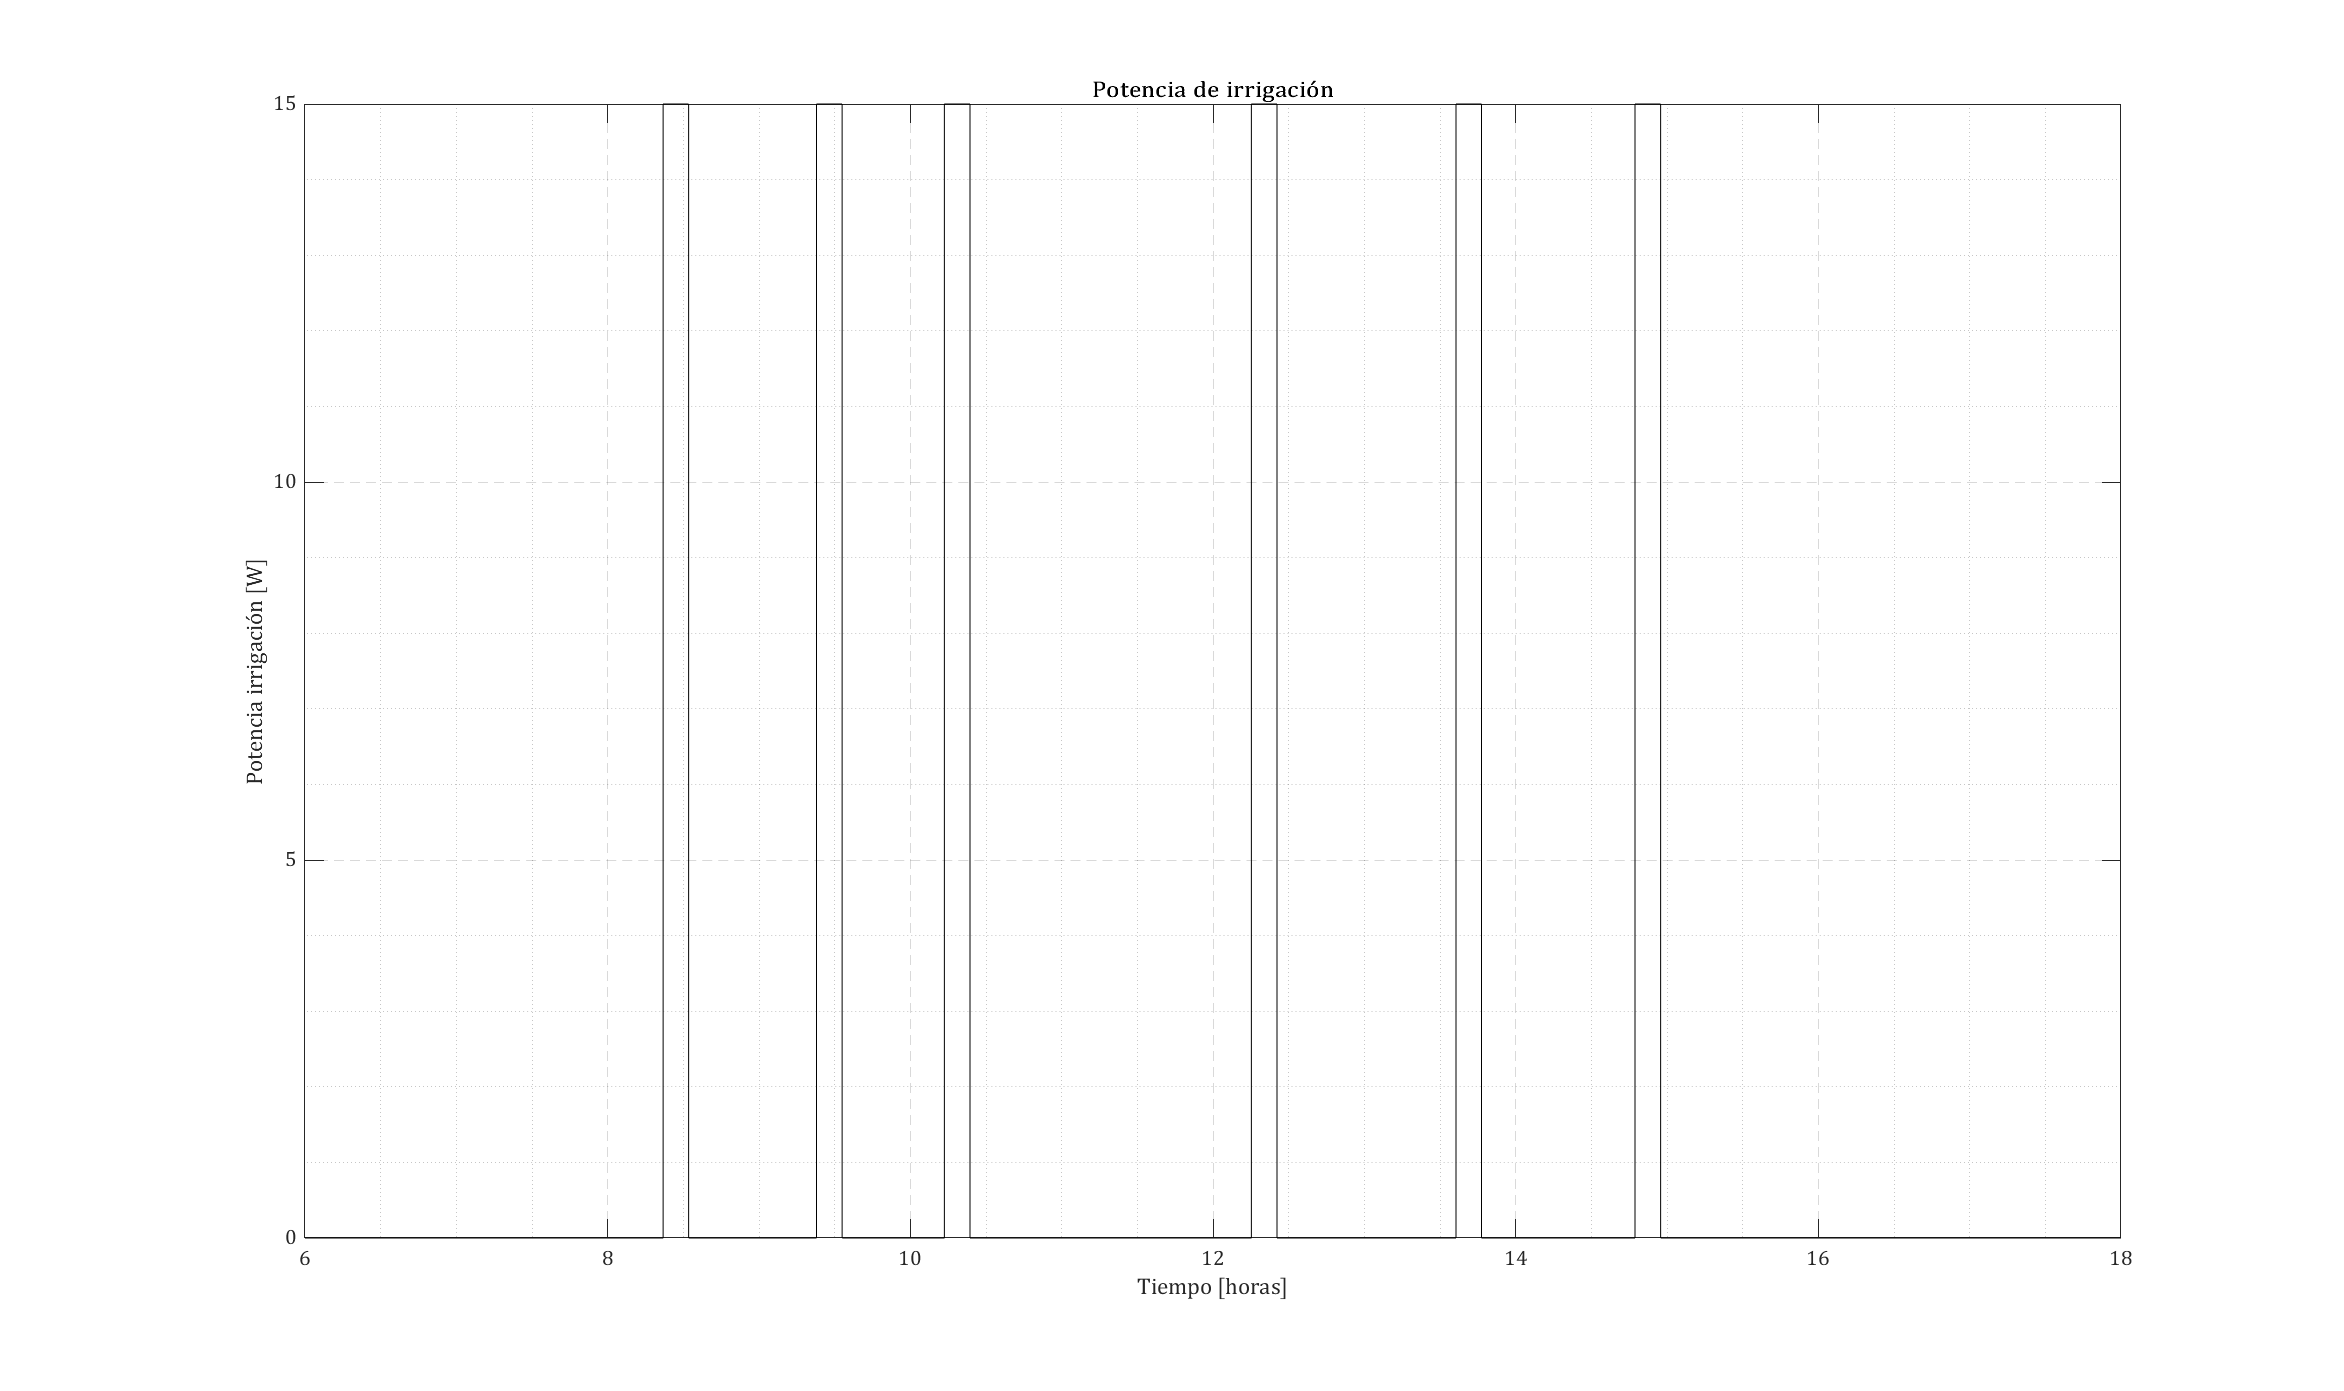 Potencia de irrigación
15
10
5
0
Potencia irrigación [W]
6 8 10 12 14 16 18
Tiempo [horas]